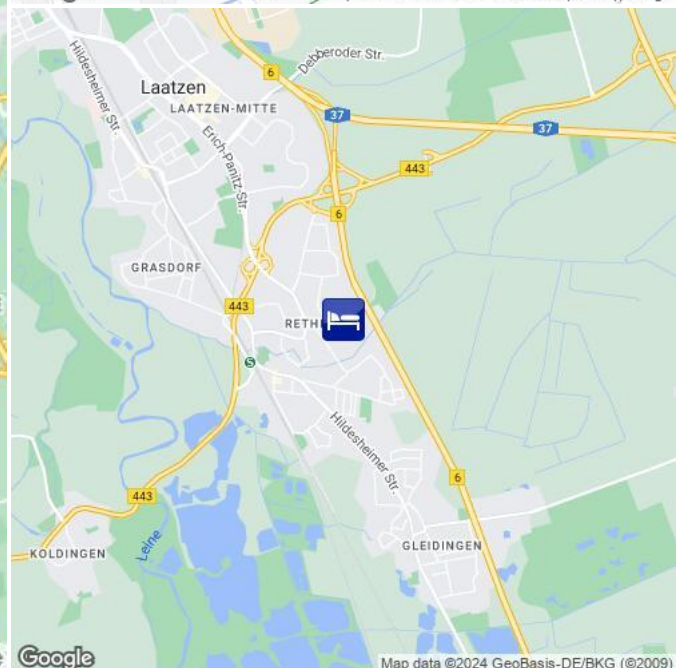 Hildesheimer Str.
6
Debberoder Str.
Laatzen
LAATZEN-MITTE
37
37
Erich-Panitz-Str.
443
6
GRASDORF
443
S
Hildesheimer Str.
6
443
GLEIDINGEN
KOLDINGEN
Leine
Google
Map data ©2024 GeoBasis-DE/BKG (©2009)